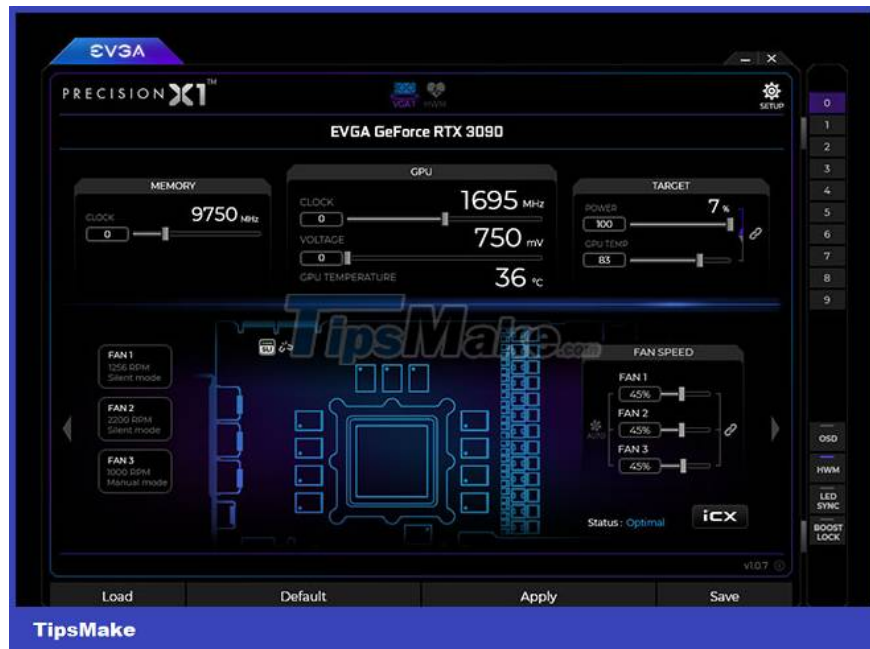 EVGA
PRECISION X1™
VGA1 HWM
SETUP
EVGA GeForce RTX 3090
MEMORY
CLOCK 9750 MHz
0
GPU
CLOCK 1695 MHz
0
VOLTAGE 750 mV
0
GPU TEMPERATURE 36 °C
TARGET
POWER 7 %
100
GPU TEMP
83
0
1
2
3
4
5
6
7
8
9
TipsMake.com
FAN 1
1256 RPM
Silent mode
FAN 2
2200 RPM
Silent mode
FAN 3
1000 RPM
Manual mode
FAN SPEED
FAN 1
45%
FAN 2
45%
AUTO
FAN 3
45%
Status : Optimal
iCX
OSD
HWM
LED
SYNC
BOOST
LOCK
v1.0.7
Load Default Apply Save
TipsMake